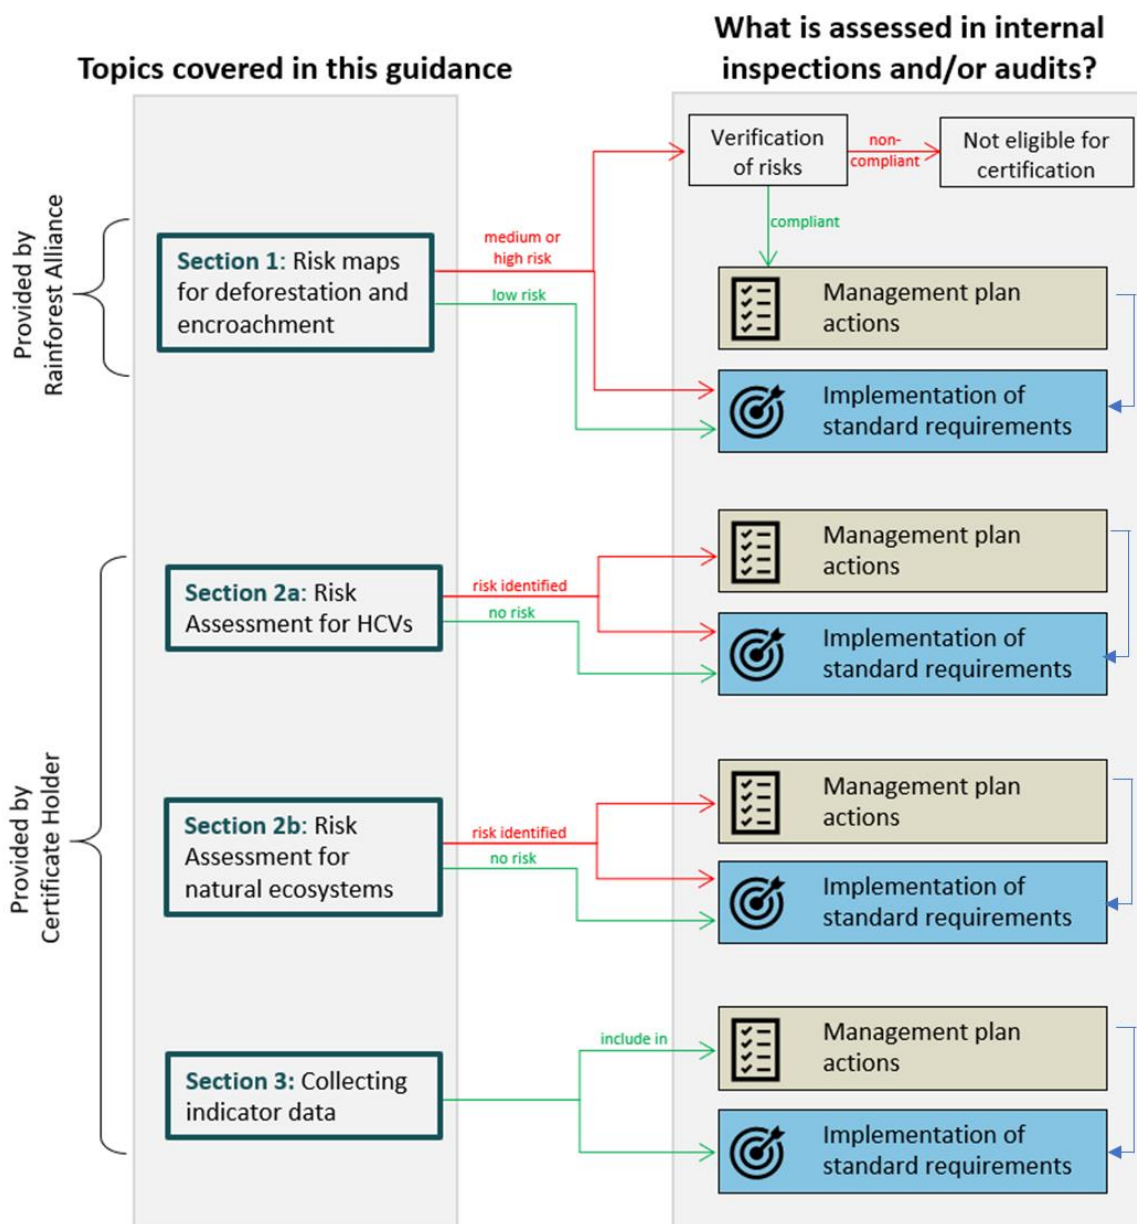 Topics covered in this guidance
What is assessed in internal
inspections and/or audits?
Provided by
Rainforest Alliance
Section 1: Risk maps
for deforestation and
encroachment
medium or
high risk
low risk
Verification
of risks
non-
compliant
Not eligible for
certification
compliant
Management plan
actions
Implementation of
standard requirements
Provided by
Certificate Holder
Section 2a: Risk
Assessment for HCVs
risk identified
no risk
Management plan
actions
Implementation of
standard requirements
Section 2b: Risk
Assessment for
natural ecosystems
risk identified
no risk
Management plan
actions
Implementation of
standard requirements
Section 3: Collecting
indicator data
include in
Management plan
actions
Implementation of
standard requirements